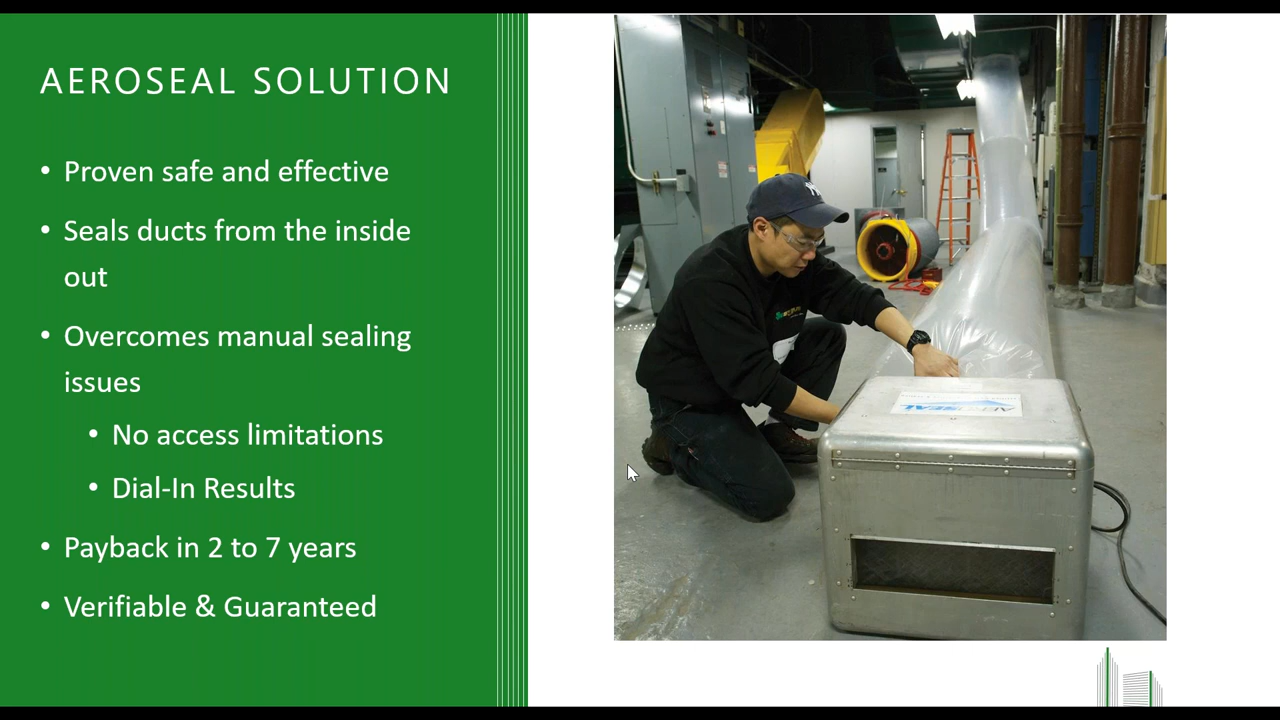 AEROSEAL SOLUTION
• Proven safe and effective
• Seals ducts from the inside
out
• Overcomes manual sealing
issues
• No access limitations
• Dial-In Results
• Payback in 2 to 7 years
• Verifiable & Guaranteed
AEROSEAL